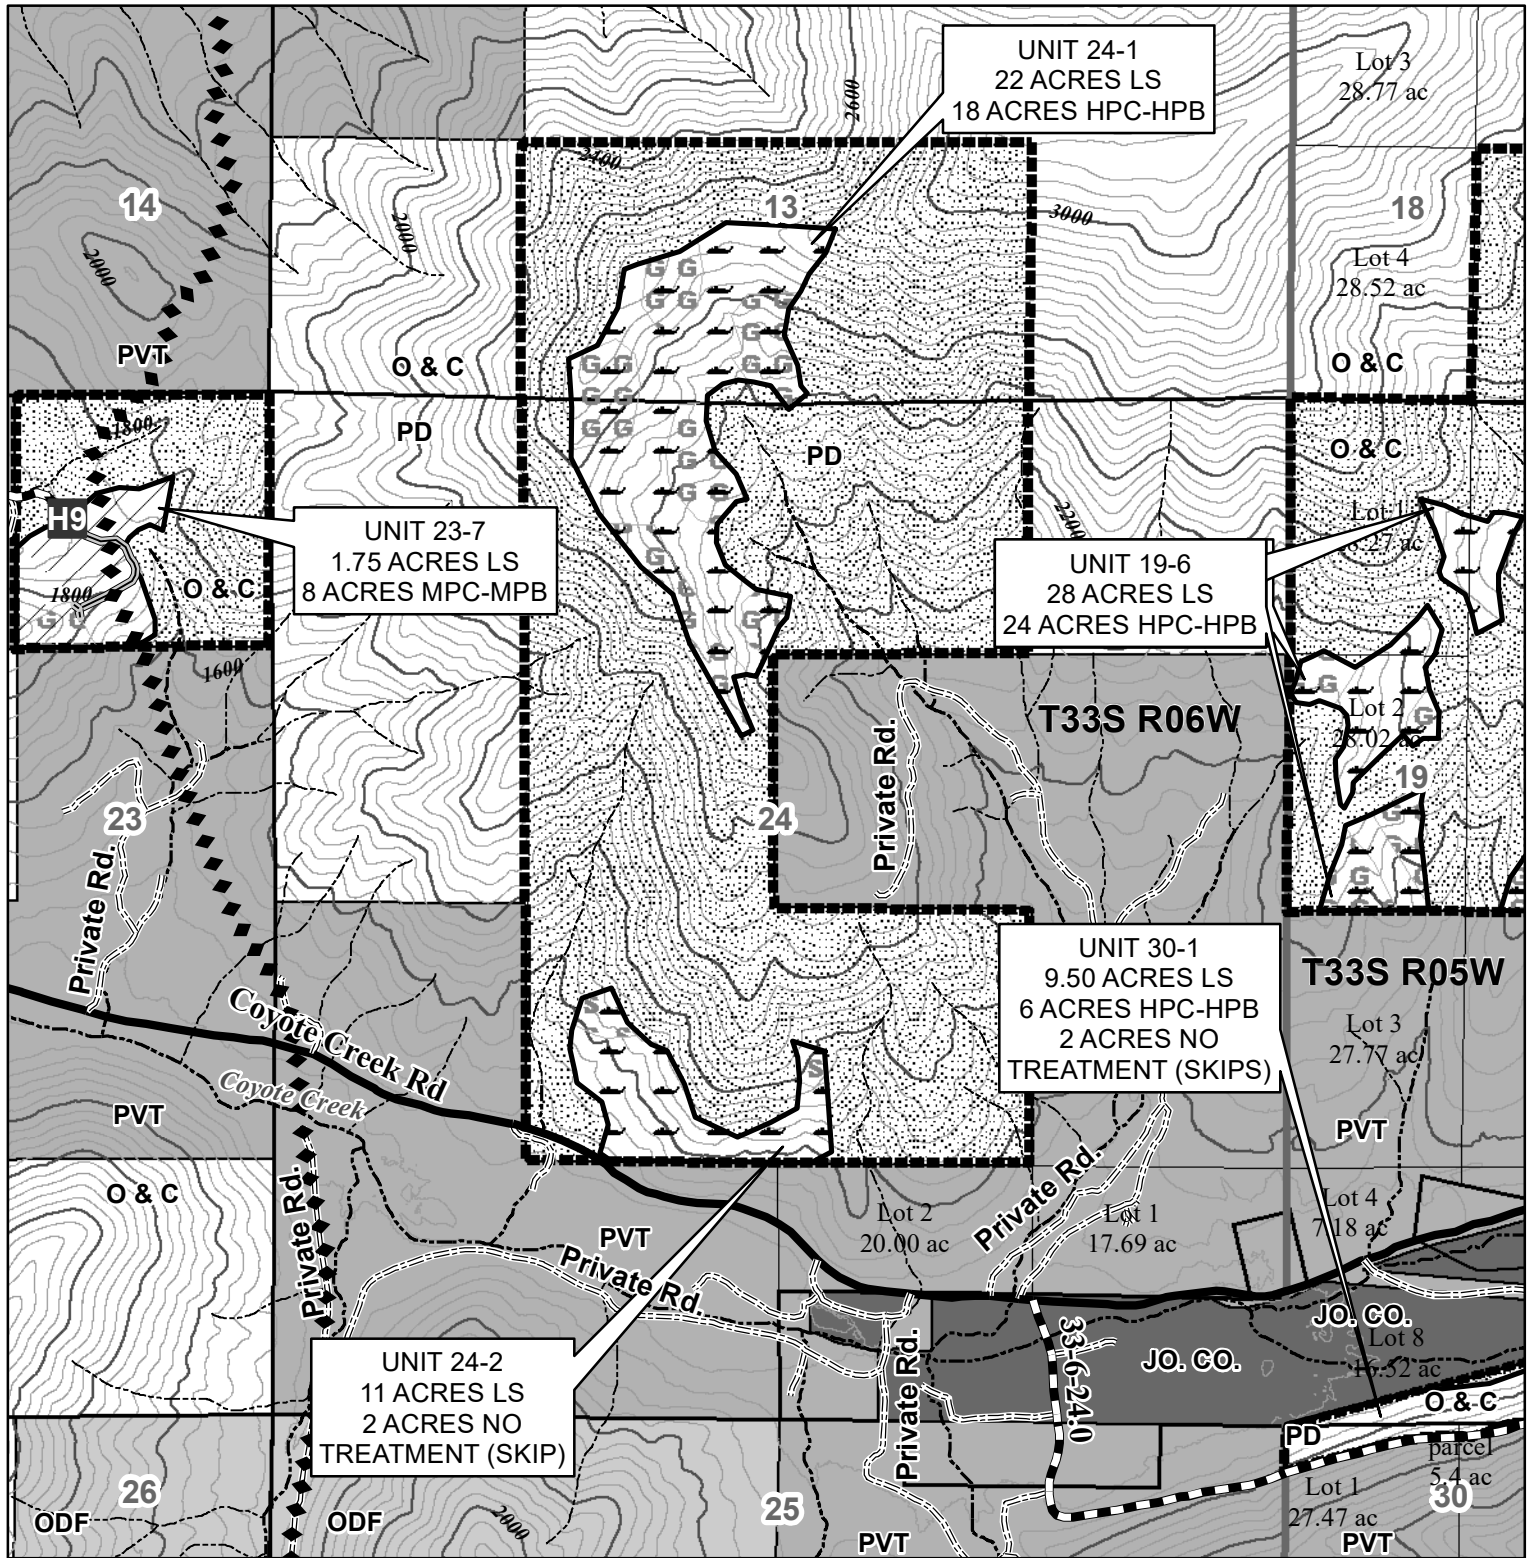 UNIT 24-1
22 ACRES LS
18 ACRES HPC-HPB
Lot 3
28.77 ac
2600
2400
14
13
18
2000
2000
3000
Lot 4
28.52 ac
PVT
O & C
O & C
G G
G G
G G
G G
G G
G G
G G
1800
PD
PD
O & C
G
G
H9
UNIT 23-7
1.75 ACRES LS
8 ACRES MPC-MPB
2200
Lot 1
UNIT 19-6
28 ACRES LS
24 ACRES HPC-HPB
G
O & C
1800
G
G
G
G
1600
G
G
Lot 2
28.02 ac
G
T33S R06W
Private Rd.
23
24
19
G
G
Private Rd.
UNIT 30-1
9.50 ACRES LS
6 ACRES HPC-HPB
2 ACRES NO
TREATMENT (SKIPS)
T33S R05W
Coyote Creek Rd
S
Lot 3
27.77 ac
Coyote Creek
S
PVT
PVT
O & C
Private Rd.
PVT
Private Rd.
Lot 2
20.00 ac
Private Rd.
Lot 1
17.69 ac
Lot 4
7.18 ac
JO. CO.
JO. CO.
Lot 8
16.52 ac
33-6-24.0
Private Rd.
UNIT 24-2
11 ACRES LS
2 ACRES NO
TREATMENT (SKIP)
O & C
PD
parcel
5.4 ac
26
25
Lot 1
27.47 ac
30
ODF
ODF
2000
PVT
PVT